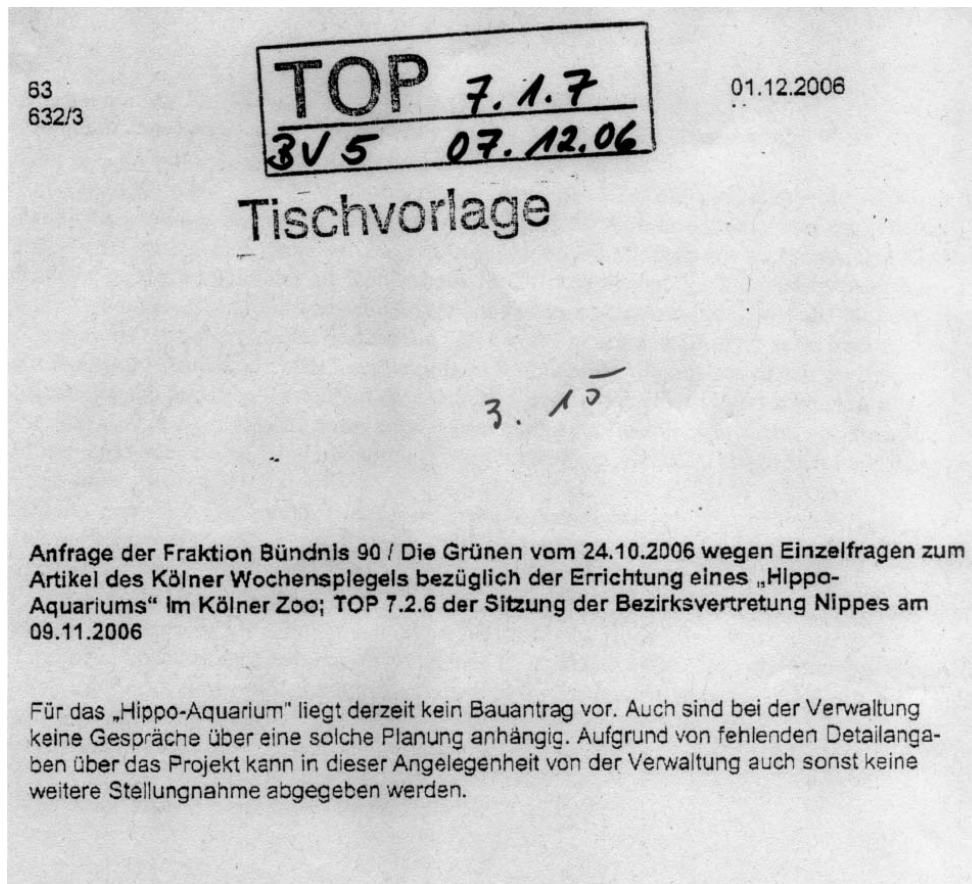 63
632/3
TOP 7.1.7
BV 5 07.12.06
01.12.2006
Tischvorlage
3. 15
Anfrage der Fraktion Bündnis 90 / Die Grünen vom 24.10.2006 wegen Einzelfragen zum
Artikel des Kölner Wochenspiegels bezüglich der Errichtung eines „Hippo-
Aquariums“ im Kölner Zoo; TOP 7.2.6 der Sitzung der Bezirksvertretung Nippes am
09.11.2006
Für das „Hippo-Aquarium“ liegt derzeit kein Bauantrag vor. Auch sind bei der Verwaltung
keine Gespräche über eine solche Planung anhängig. Aufgrund von fehlenden Detailanga-
ben über das Projekt kann in dieser Angelegenheit von der Verwaltung auch sonst keine
weitere Stellungnahme abgegeben werden.